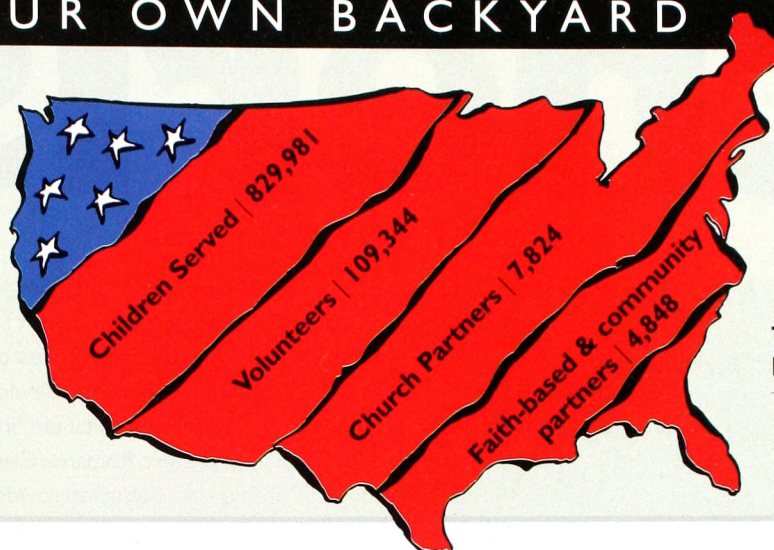 UR OWN BACKYARD
Children Served | 829,981
Volunteers | 109,344
Church Partners | 7,824
Faith-based & community
partners | 4,848